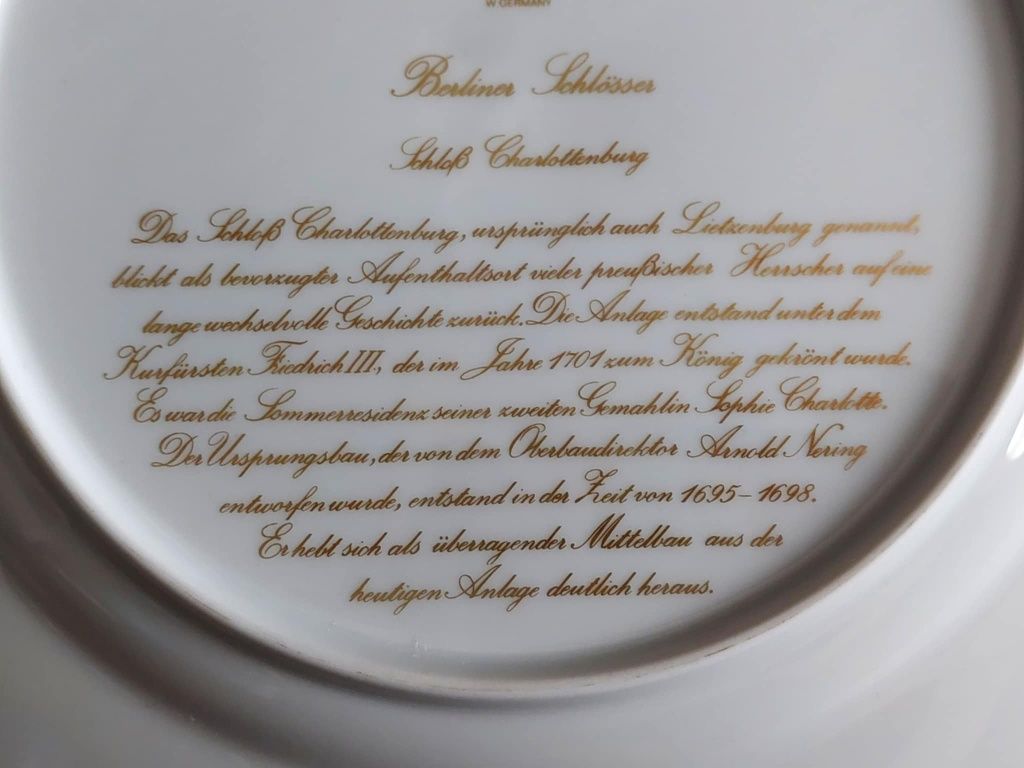 W GERMANY
Berliner Schlösser
Schloß Charlottenburg
Das Schloß Charlottenburg, ursprünglich auch Lietzenburg genannt,
blickt als bevorzugter Aufenthaltsort vieler preußischer Herrscher auf eine
lange wechselvolle Geschichte zurück. Die Anlage entstand unter dem
Kurfürsten Friedrich III., der im Jahre 1701 zum König gekrönt wurde.
Es war die Sommerresidenz seiner zweiten Gemahlin Sophie Charlotte.
Der Ursprungsbau, der von dem Oberbaudirektor Arnold Nering
entworfen wurde, entstand in der Zeit von 1695 - 1698.
Er hebt sich als überragender Mittelbau aus der
heutigen Anlage deutlich heraus.